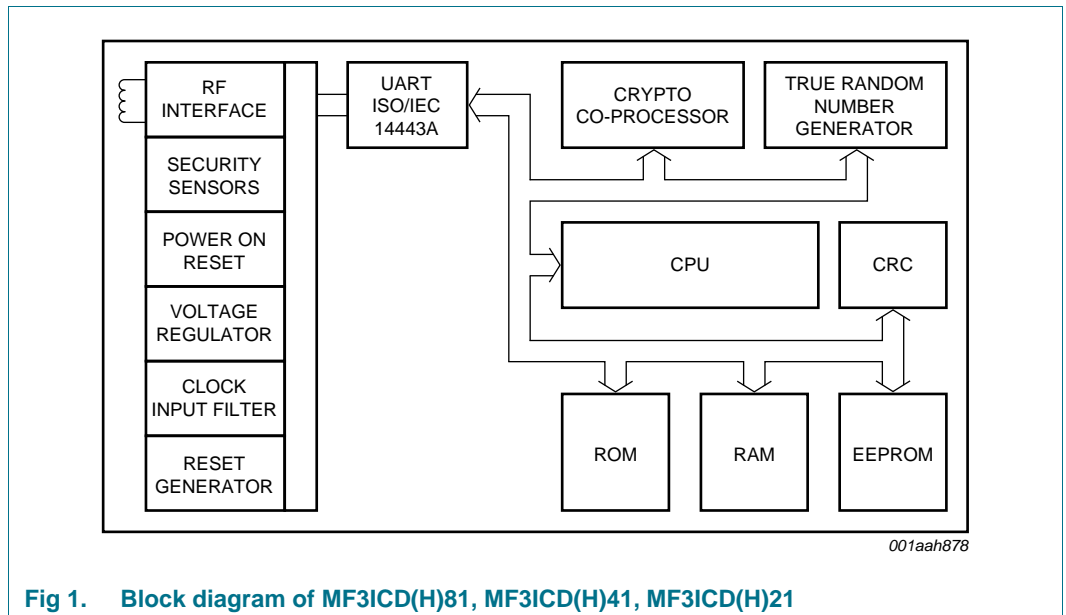 RF
INTERFACE
SECURITY
SENSORS
POWER ON
RESET
VOLTAGE
REGULATOR
CLOCK
INPUT FILTER
RESET
GENERATOR
UART
ISO/IEC
14443A
CRYPTO
CO-PROCESSOR
TRUE RANDOM
NUMBER
GENERATOR
CPU
CRC
ROM
RAM
EEPROM
001aah878
Fig 1. Block diagram of MF3ICD(H)81, MF3ICD(H)41, MF3ICD(H)21